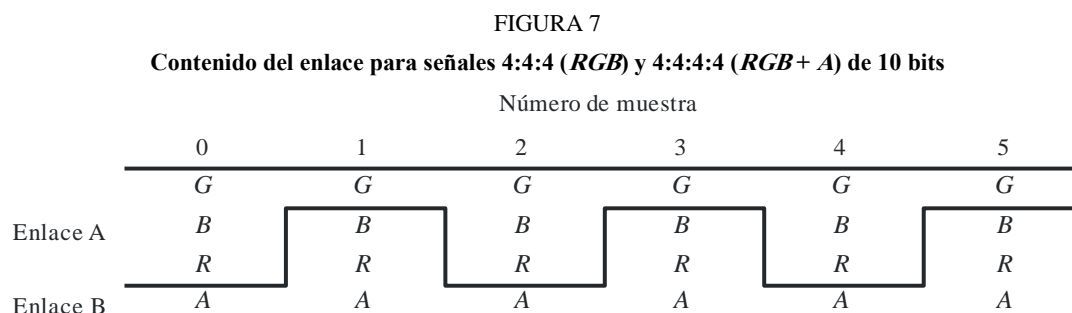 FIGURA 7
Contenido del enlace para señales 4:4:4 (RGB) y 4:4:4:4 (RGB + A) de 10 bits
Número de muestra
0 1 2 3 4 5
G G G G G G
Enlace A B B B B B B
R R R R R R
Enlace B A A A A A A